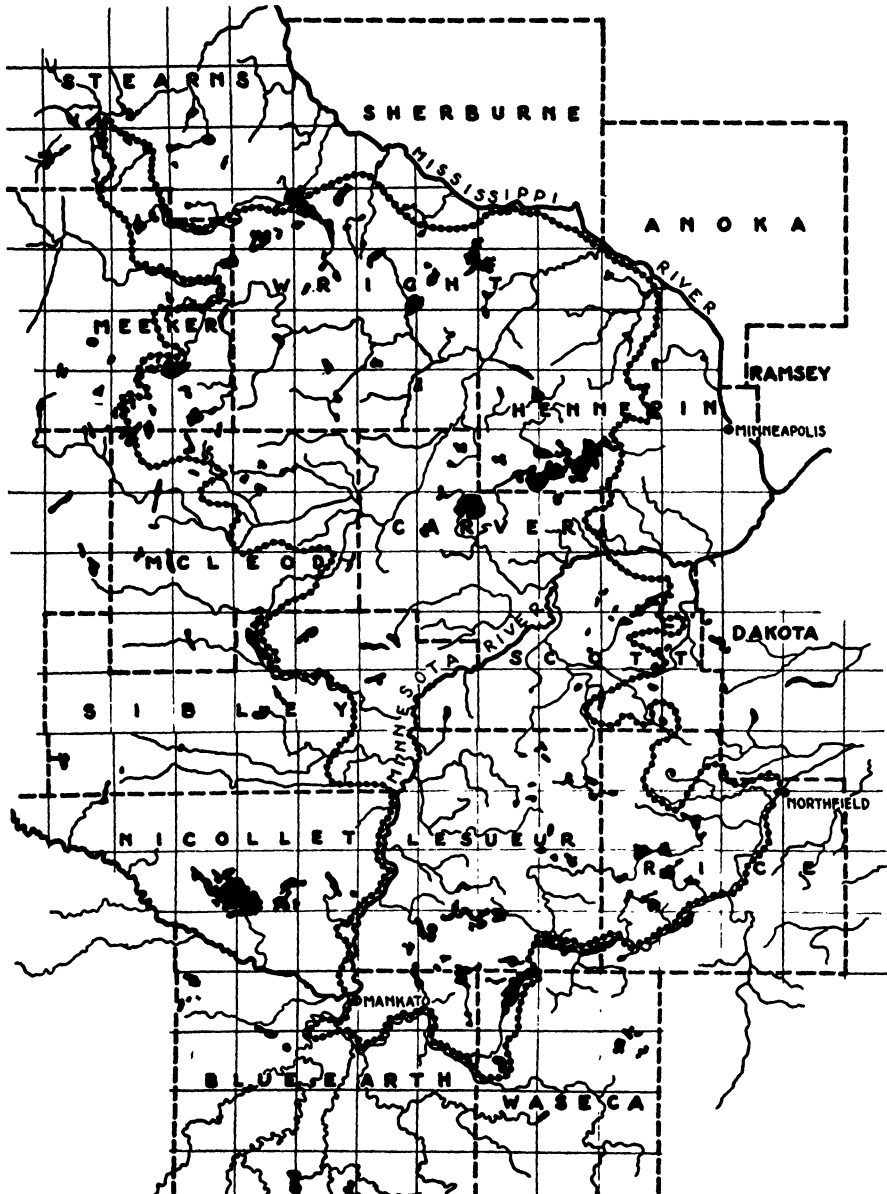 STEARNS
SHERBURNE
MISSISSIPPI
ANOKA
RIVER
WRIGHT
MEEKER
RAMSEY
HENNEPIN
MINNEAPOLIS
CARVER
MCLEOD
MINNESOTA RIVER
DAKOTA
SCOTT
SIBLEY
NORTHFIELD
NICOLLET
LESUEUR
RICE
MANKATO
BLUE EARTH
WASECA